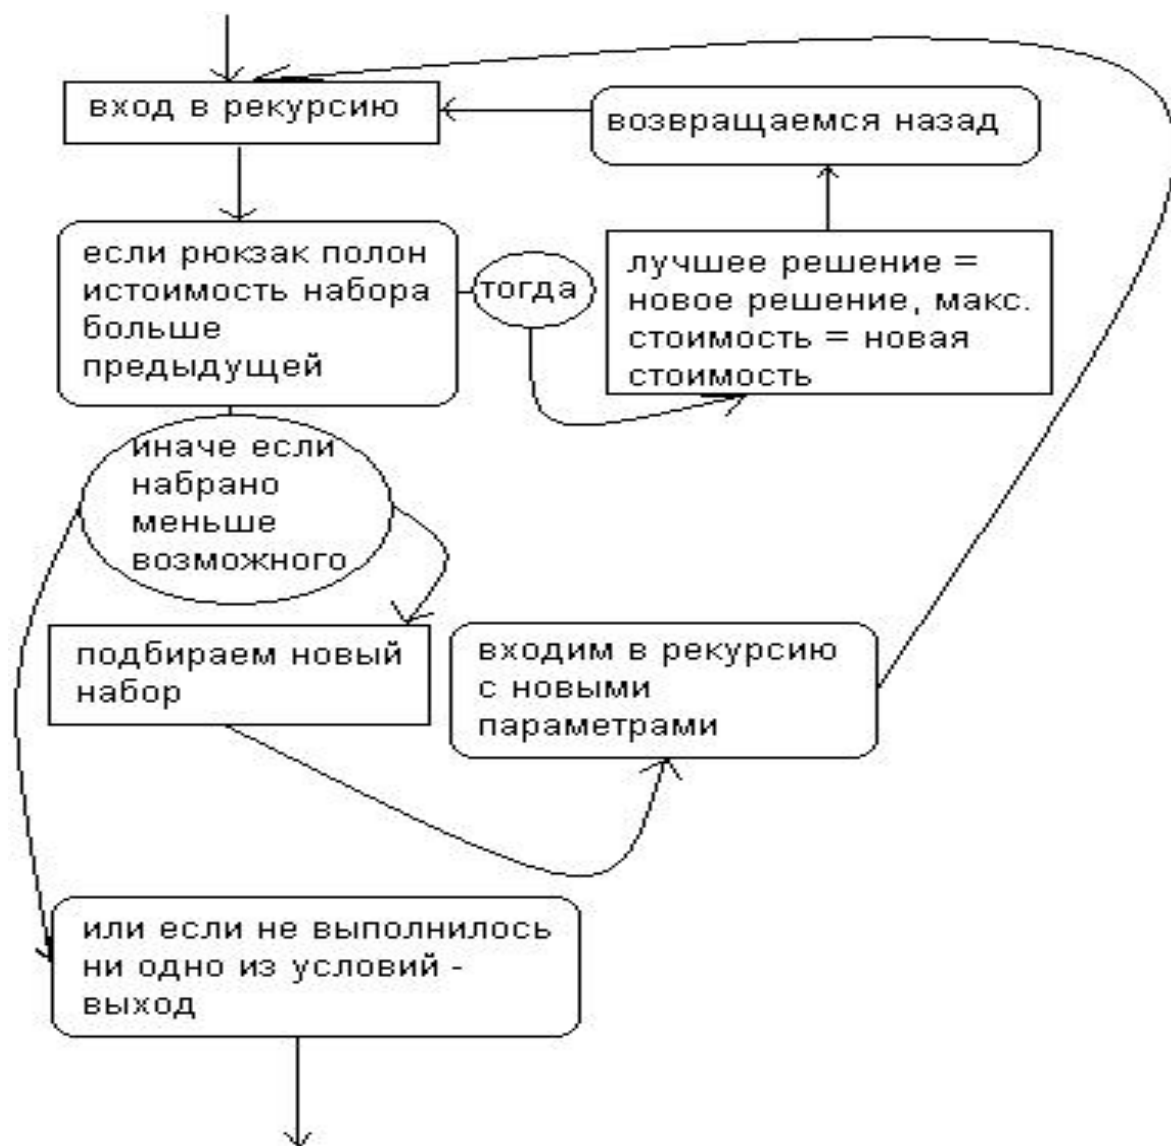 вход в рекурсию
возвращаемся назад
если рюкзак полон
истоимость набора
больше
предыдущей
тогда
лучшее решение =
новое решение, макс.
стоимость = новая
стоимость
иначе если
набрано
меньше
возможного
подбираем новый
набор
входим в рекурсию
с новыми
параметрами
или если не выполнилось
ни одно из условий -
выход